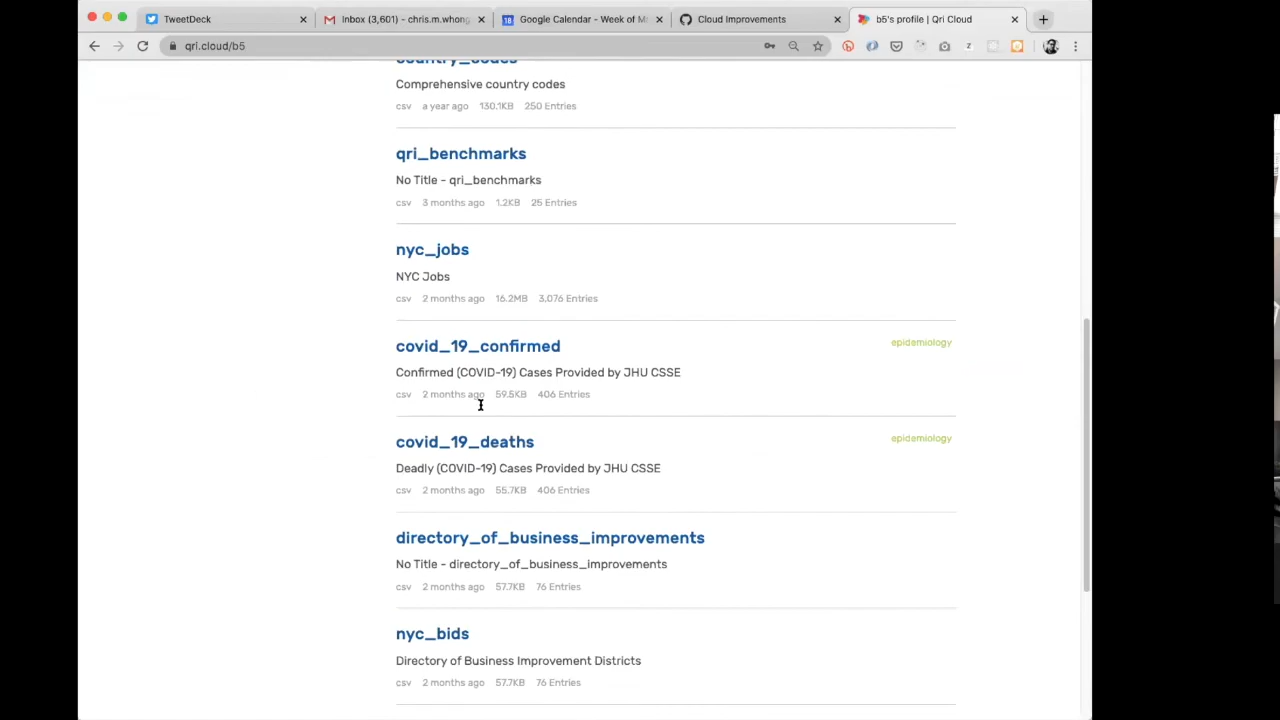 TweetDeck
Inbox (3,601) - chris.m.whong
Google Calendar - Week of M
Cloud Improvements
b5's profile | Qri Cloud
qri.cloud/b5
country_codes
Comprehensive country codes
csv a year ago 130.1KB 250 Entries
qri_benchmarks
No Title - qri_benchmarks
csv 3 months ago 1.2KB 25 Entries
nyc_jobs
NYC Jobs
csv 2 months ago 16.2MB 3,076 Entries
covid_19_confirmed
epidemiology
Confirmed (COVID-19) Cases Provided by JHU CSSE
csv 2 months ago 59.5KB 406 Entries
covid_19_deaths
epidemiology
Deadly (COVID-19) Cases Provided by JHU CSSE
csv 2 months ago 55.7KB 406 Entries
directory_of_business_improvements
No Title - directory_of_business_improvements
csv 2 months ago 57.7KB 76 Entries
nyc_bids
Directory of Business Improvement Districts
csv 2 months ago 57.7KB 76 Entries